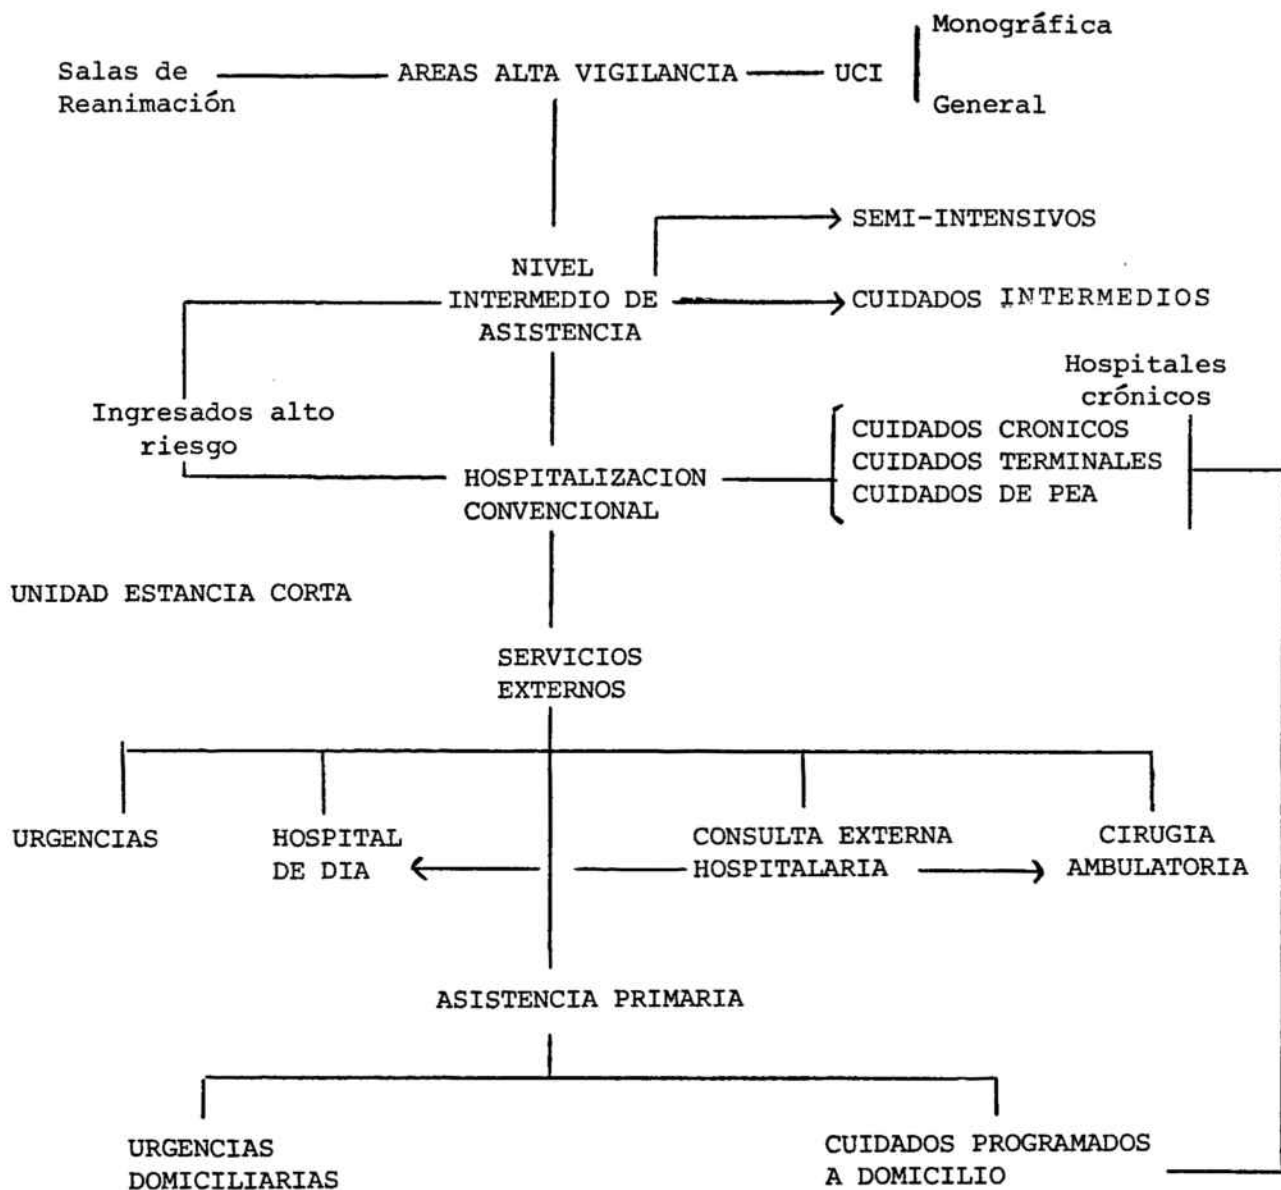 Monográfica
Salas de
Reanimación
AREAS ALTA VIGILANCIA
UCI
General
SEMI-INTENSIVOS
NIVEL
INTERMEDIO DE
ASISTENCIA
CUIDADOS INTERMEDIOS
Hospitales
crónicos
Ingresados alto
riesgo
CUIDADOS CRONICOS
CUIDADOS TERMINALES
CUIDADOS DE PEA
HOSPITALIZACION
CONVENCIONAL
UNIDAD ESTANCIA CORTA
SERVICIOS
EXTERNOS
URGENCIAS
HOSPITAL
DE DIA
CONSULTA EXTERNA
HOSPITALARIA
CIRUGIA
AMBULATORIA
ASISTENCIA PRIMARIA
URGENCIAS
DOMICILIARIAS
CUIDADOS PROGRAMADOS
A DOMICILIO